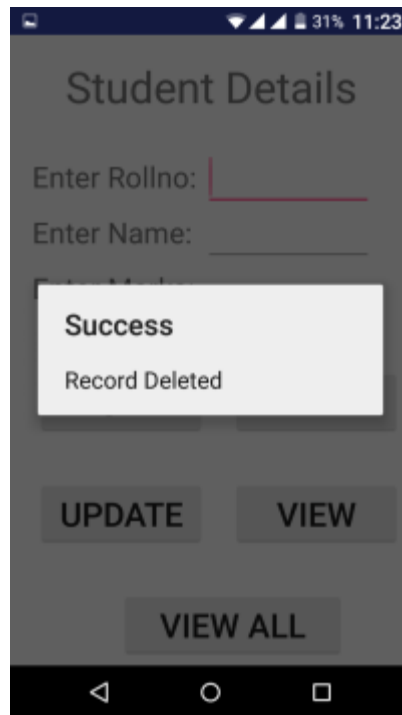 31% 11:23
Student Details
Enter Rollno:
Enter Name:
Success
Record Deleted
UPDATE VIEW
VIEW ALL